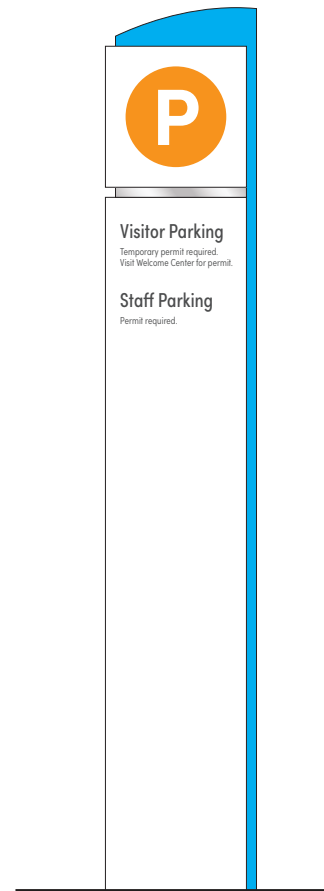 P
Visitor Parking
Temporary permit required.
Visit Welcome Center for permit.
Staff Parking
Permit required.